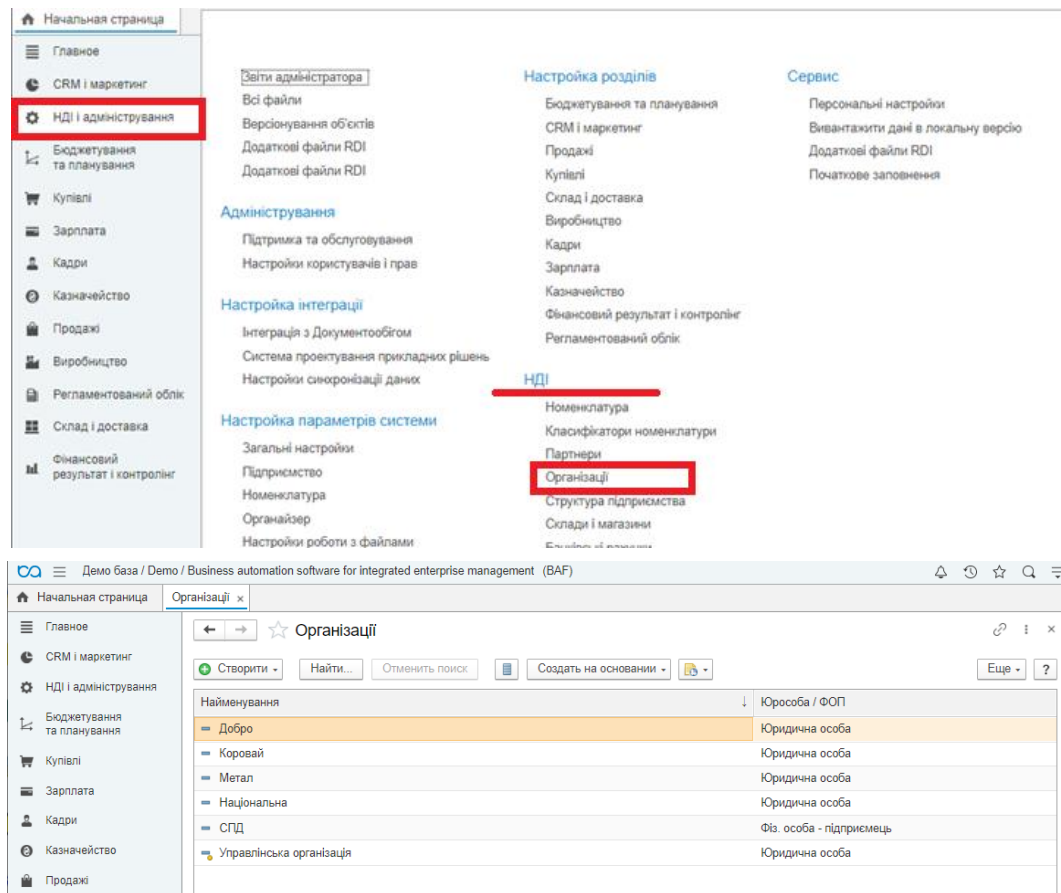 Начальная страница
Главное
CRM і маркетинг
НДІ і адміністрування
Бюджетування
та планування
Купівлі
Зарплата
Кадри
Казначейство
Продажі
Виробництво
Регламентований облік
Склад і доставка
Фінансовий
результат і контролінг
Звіти адміністратора
Всі файли
Версіонування об'єктів
Додаткові файли RDI
Додаткові файли RDI
Адміністрування
Підтримка та обслуговування
Настройки користувачів і прав
Настройка інтеграції
Інтеграція з Документообігом
Система проектування прикладних рішень
Настройки синхронізації даних
Настройка параметрів системи
Загальні настройки
Підприємство
Номенклатура
Органайзер
Настройки роботи з файлами
Настройка розділів
Бюджетування та планування
CRM і маркетинг
Продажі
Купівлі
Склад і доставка
Виробництво
Кадри
Зарплата
Казначейство
Фінансовий результат і контролінг
Регламентований облік
НДІ
Номенклатура
Класифікатори номенклатури
Партнери
Організації
Структура підприємства
Склади і магазини
Банківські рахунки
Сервис
Персональні настройки
Вивантажити дані в локальну версію
Додаткові файли RDI
Початкове заповнення
Демо база / Demo / Business automation software for integrated enterprise management (BAF)
Начальная страница
Організації
Главное
CRM і маркетинг
НДІ і адміністрування
Бюджетування
та планування
Купівлі
Зарплата
Кадри
Казначейство
Продажі
Організації
Створити
Найти...
Отменить поиск
Создать на основании
Еще
?
Найменування ↓ Юрособа / ФОП
Добро Юридична особа
Коровай Юридична особа
Метал Юридична особа
Національна Юридична особа
СПД Фіз. особа - підприємець
Управлінська організація Юридична особа